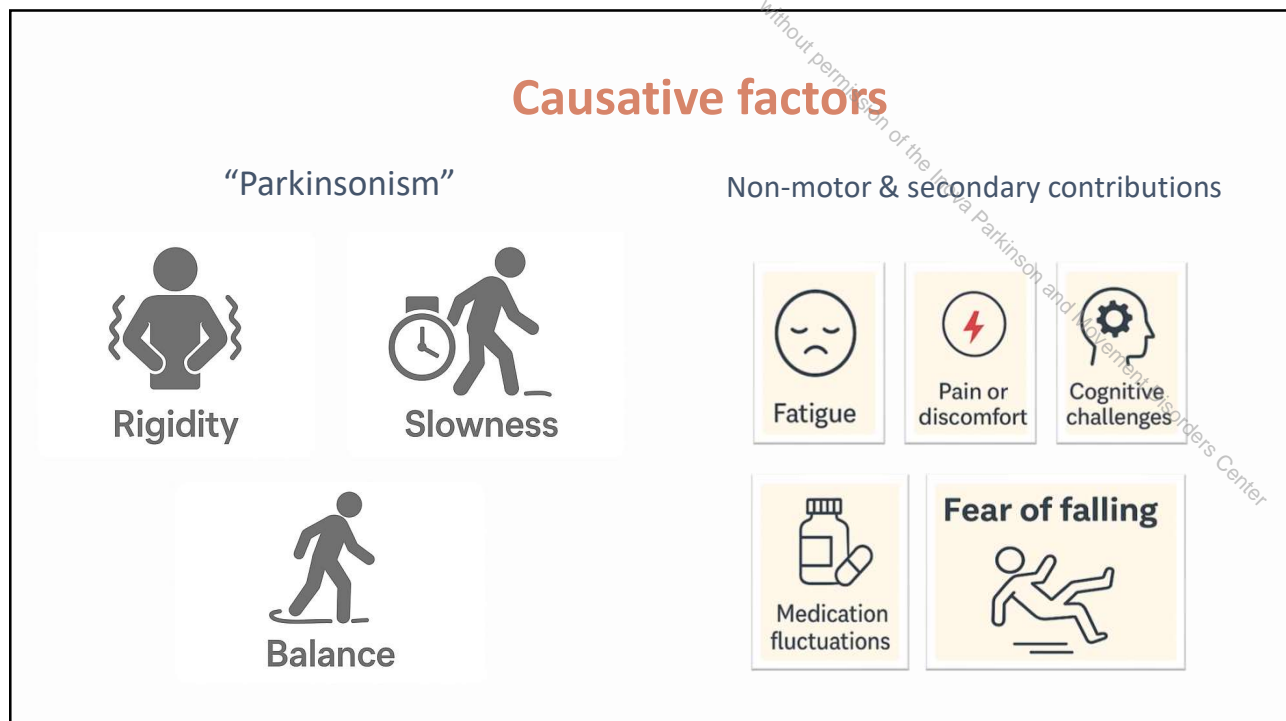 Causative factors
“Parkinsonism”
Rigidity
Slowness
Balance
Non-motor & secondary contributions
Fatigue
Pain or
discomfort
Cognitive
challenges
Medication
fluctuations
Fear of falling
without permission of the Inova Parkinson and Movement Disorders Center